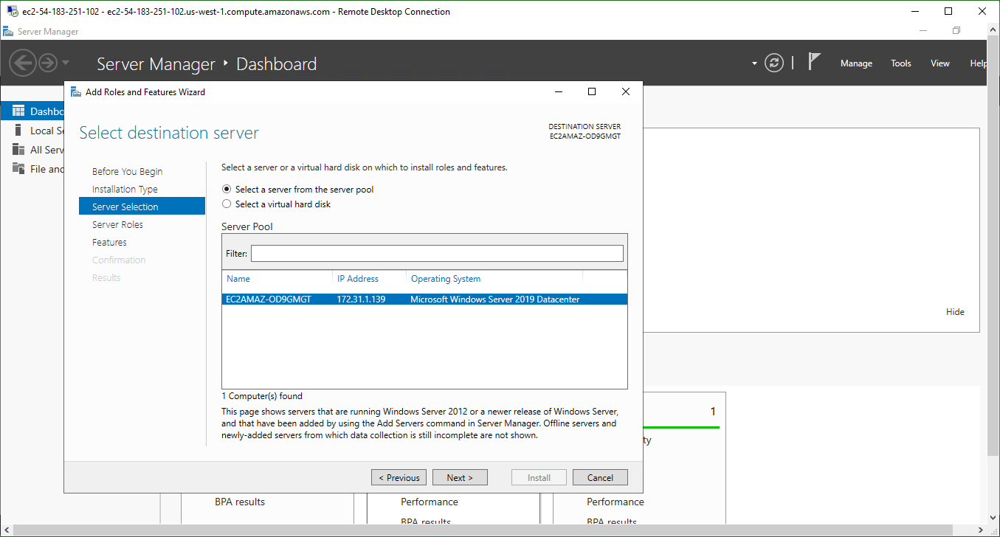 ec2-54-183-251-102 - ec2-54-183-251-102.us-west-1.compute.amazonaws.com - Remote Desktop Connection
Server Manager
Server Manager ‣ Dashboard
Manage Tools View Help
Dashbo
Local Se
All Serv
File and
Add Roles and Features Wizard
Select destination server
DESTINATION SERVER
EC2AMAZ-OD9GMGT
Before You Begin
Installation Type
Server Selection
Server Roles
Features
Confirmation
Results
Select a server or a virtual hard disk on which to install roles and features.
Select a server from the server pool
Select a virtual hard disk
Server Pool
Filter:
Name IP Address Operating System
EC2AMAZ-OD9GMGT 172.31.1.139 Microsoft Windows Server 2019 Datacenter
1 Computer(s) found
This page shows servers that are running Windows Server 2012 or a newer release of Windows Server,
and that have been added by using the Add Servers command in Server Manager. Offline servers and
newly-added servers from which data collection is still incomplete are not shown.
< Previous Next > Install Cancel
Hide
1
ty
BPA results Performance Performance
BPA results BPA results